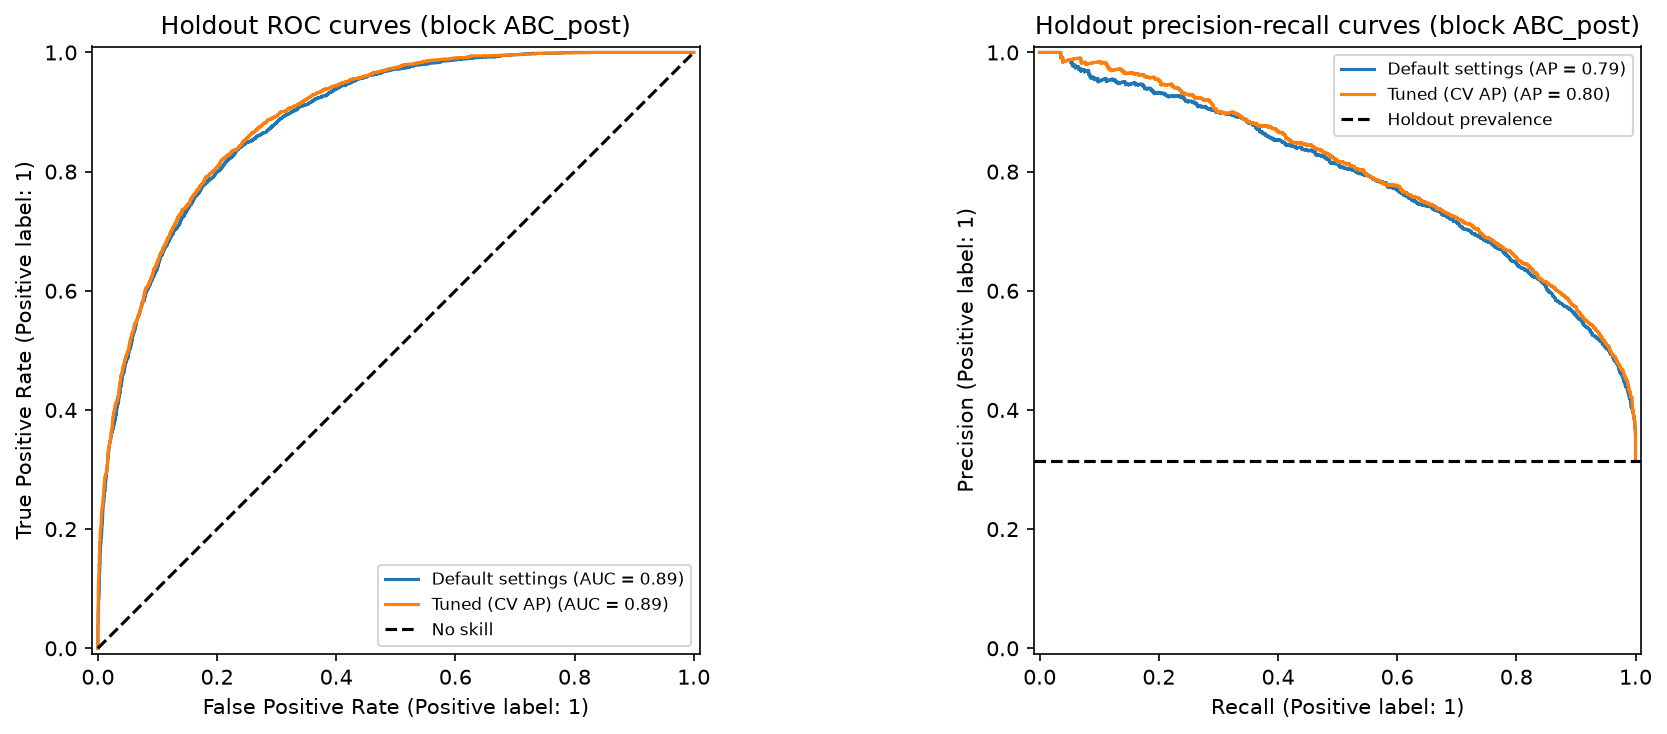 Holdout ROC curves (block ABC_post)
True Positive Rate (Positive label: 1)
1.0
0.8
0.6
0.4
0.2
0.0
Default settings (AUC = 0.89)
Tuned (CV AP) (AUC = 0.89)
No skill
0.0 0.2 0.4 0.6 0.8 1.0
False Positive Rate (Positive label: 1)
Holdout precision-recall curves (block ABC_post)
Precision (Positive label: 1)
1.0
0.8
0.6
0.4
0.2
0.0
Default settings (AP = 0.79)
Tuned (CV AP) (AP = 0.80)
Holdout prevalence
0.0 0.2 0.4 0.6 0.8 1.0
Recall (Positive label: 1)